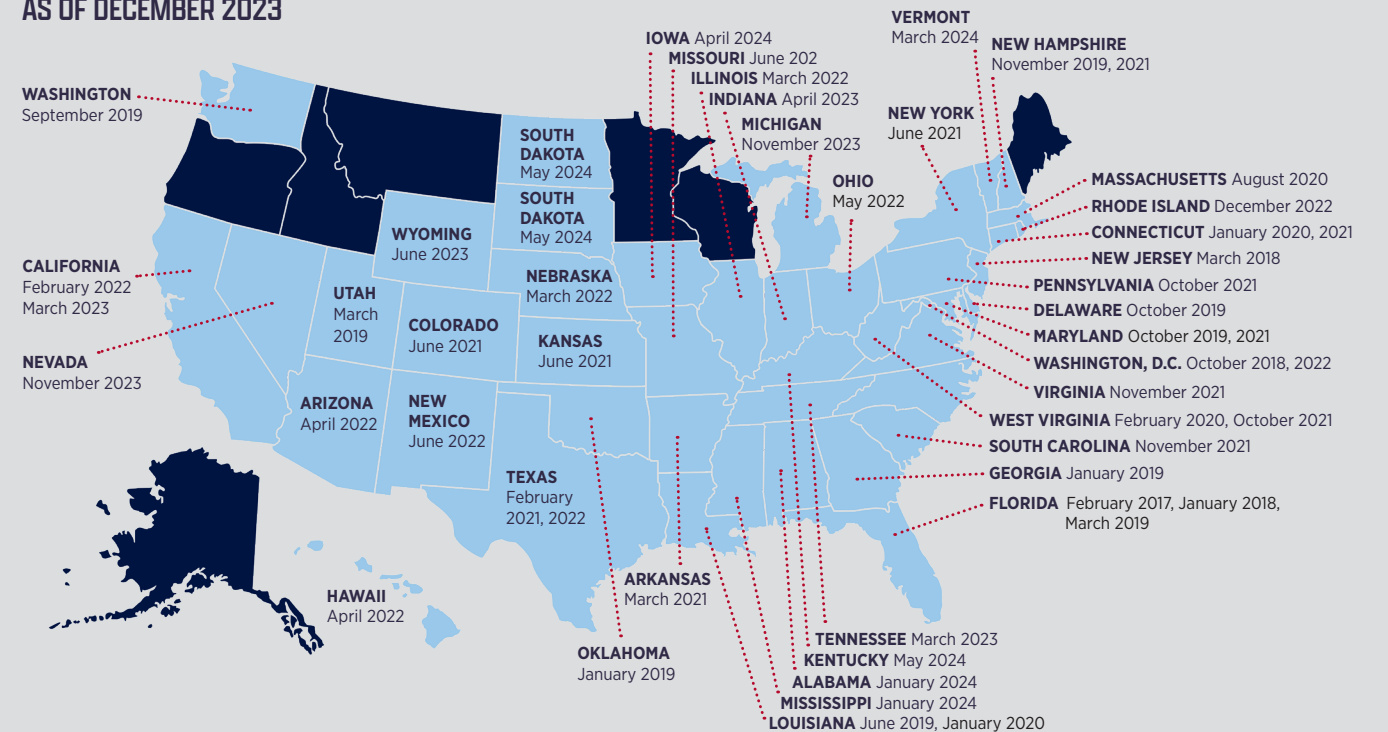 AS OF DECEMBER 2023
VERMONT
March 2024
IOWA April 2024
MISSOURI June 202
ILLINOIS March 2022
INDIANA April 2023
NEW HAMPSHIRE
November 2019, 2021
WASHINGTON
September 2019
MICHIGAN
November 2023
NEW YORK
June 2021
SOUTH
DAKOTA
May 2024
OHIO
May 2022
MASSACHUSETTS August 2020
RHODE ISLAND December 2022
CONNECTICUT January 2020, 2021
SOUTH
DAKOTA
May 2024
WYOMING
June 2023
NEW JERSEY March 2018
PENNSYLVANIA October 2021
DELAWARE October 2019
MARYLAND October 2019, 2021
WASHINGTON, D.C. October 2018, 2022
VIRGINIA November 2021
WEST VIRGINIA February 2020, October 2021
SOUTH CAROLINA November 2021
GEORGIA January 2019
FLORIDA February 2017, January 2018,
March 2019
CALIFORNIA
February 2022
March 2023
NEBRASKA
March 2022
UTAH
March
2019
COLORADO
June 2021
KANSAS
June 2021
NEVADA
November 2023
ARIZONA
April 2022
NEW
MEXICO
June 2022
TEXAS
February
2021, 2022
HAWAII
April 2022
ARKANSAS
March 2021
OKLAHOMA
January 2019
TENNESSEE March 2023
KENTUCKY May 2024
ALABAMA January 2024
MISSISSIPPI January 2024
LOUISIANA June 2019, January 2020